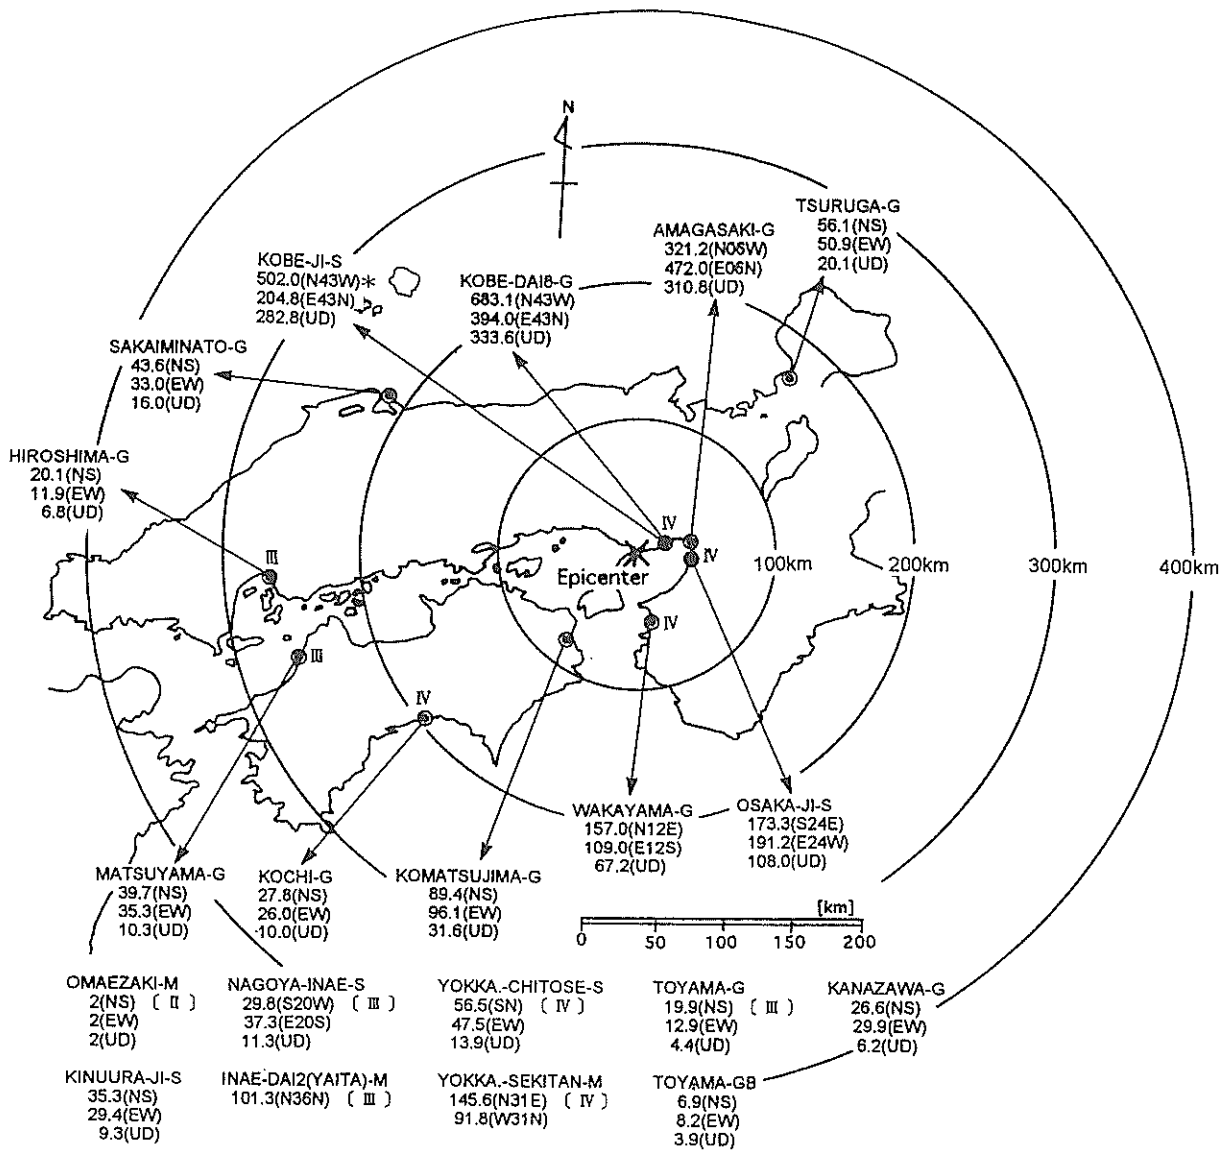 N
TSURUGA-G
56.1(NS)
50.9(EW)
20.1(UD)
AMAGASAKI-G
321.2(N06W)
472.0(E06N)
310.8(UD)
KOBE-JI-S
502.0(N43W)*
204.8(E43N)
282.8(UD)
KOBE-DAI8-G
683.1(N43W)
394.0(E43N)
333.6(UD)
SAKAIMINATO-G
43.6(NS)
33.0(EW)
16.0(UD)
HIROSHIMA-G
20.1(NS)
11.9(EW)
6.8(UD)
IV
IV
III
Epicenter
100km
200km
300km
400km
IV
III
IV
WAKAYAMA-G
157.0(N12E)
109.0(E12S)
67.2(UD)
OSAKA-JI-S
173.3(S24E)
191.2(E24W)
108.0(UD)
MATSUYAMA-G
39.7(NS)
35.3(EW)
10.3(UD)
KOCHI-G
27.8(NS)
26.0(EW)
-10.0(UD)
KOMATSUJIMA-G
89.4(NS)
96.1(EW)
31.6(UD)
[km]
0 50 100 150 200
OMAEZAKI-M
2(NS) ( II )
2(EW)
2(UD)
NAGOYA-INAE-S
29.8(S20W) ( III )
37.3(E20S)
11.3(UD)
YOKKA.-CHITOSE-S
56.5(SN) ( IV )
47.5(EW)
13.9(UD)
TOYAMA-G
19.9(NS) ( III )
12.9(EW)
4.4(UD)
KANAZAWA-G
26.6(NS)
29.9(EW)
6.2(UD)
KINUURA-JI-S
35.3(NS)
29.4(EW)
9.3(UD)
INAE-DAI2(YAITA)-M
101.3(N36N) ( III )
YOKKA.-SEKITAN-M
145.6(N31E) ( IV )
91.8(W31N)
TOYAMA-GB
6.9(NS)
8.2(EW)
3.9(UD)